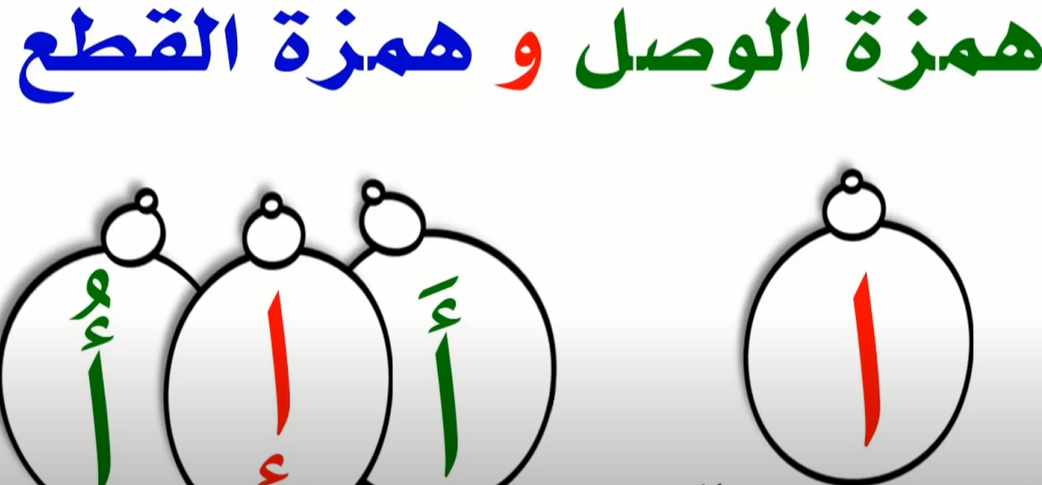 همزة الوصل و همزة القطع
ا أَ إ أُ